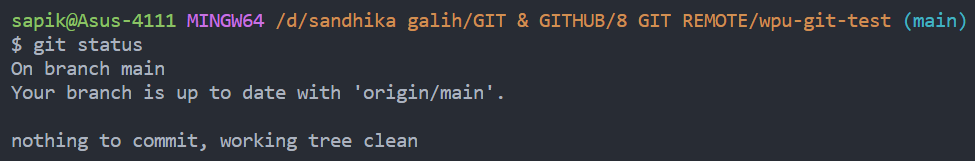 sapik@Asus-4111 MINGW64 /d/sandhika galih/GIT & GITHUB/8 GIT REMOTE/wpu-git-test (main)
$ git status
On branch main
Your branch is up to date with 'origin/main'.
nothing to commit, working tree clean